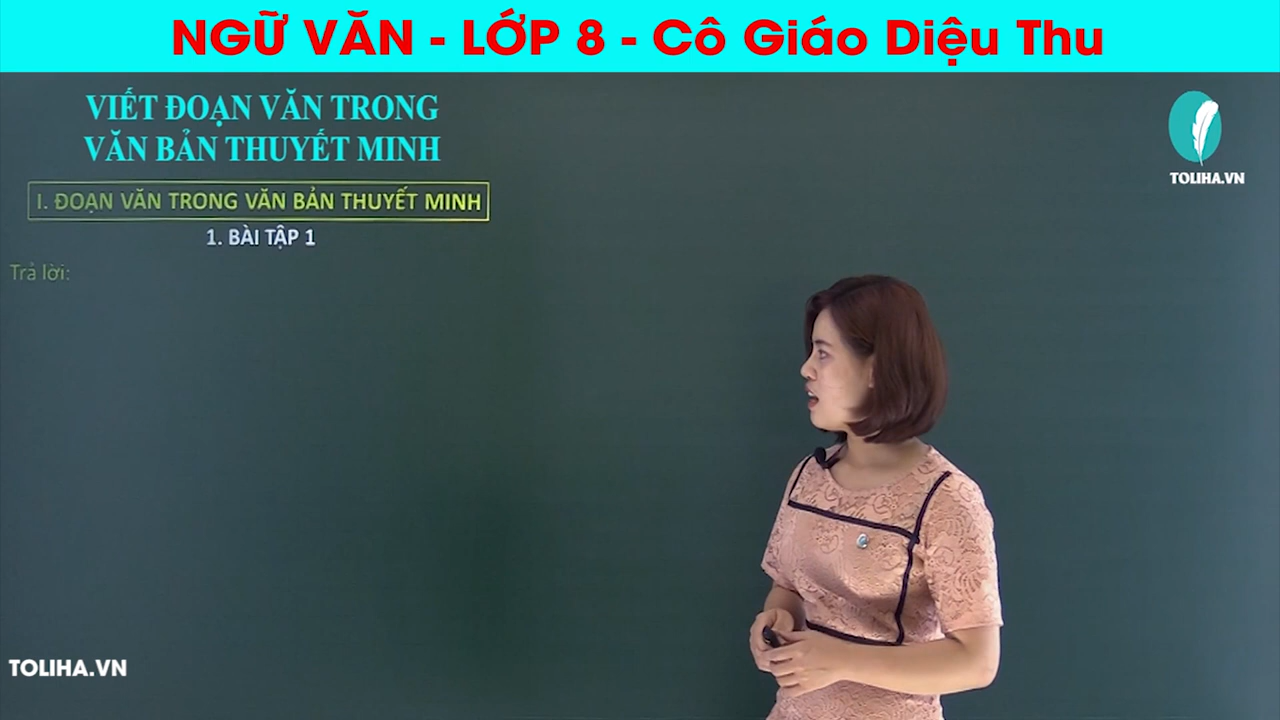 NGỮ VĂN - LỚP 8 - Cô Giáo Diệu Thu
VIẾT ĐOẠN VĂN TRONG
VĂN BẢN THUYẾT MINH
TOLIHA.VN
I. ĐOẠN VĂN TRONG VĂN BẢN THUYẾT MINH
1. BÀI TẬP 1
Trả lời:
TOLIHA.VN